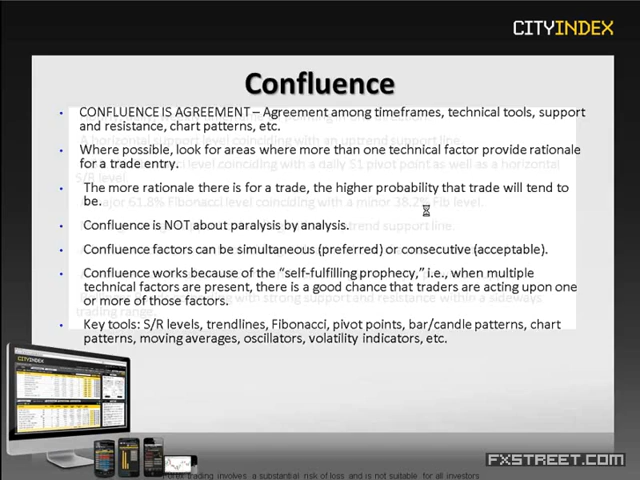 CITYINDEX
Confluence
• CONFLUENCE IS AGREEMENT – Agreement among timeframes, technical tools, support
and resistance, chart patterns, etc.
• Where possible, look for areas where more than one technical factor provide rationale
for a trade entry.
• The more rationale there is for a trade, the higher probability that trade will tend to
be.
• Confluence is NOT about paralysis by analysis.
• Confluence factors can be simultaneous (preferred) or consecutive (acceptable).
• Confluence works because of the “self-fulfilling prophecy,” i.e., when multiple
technical factors are present, there is a good chance that traders are acting upon one
or more of those factors.
• Key tools: S/R levels, trendlines, Fibonacci, pivot points, bar/candle patterns, chart
patterns, moving averages, oscillators, volatility indicators, etc.
CITYINDEX
FXSTREET.COM
Forex trading involves a substantial risk of loss and is not suitable for all investors